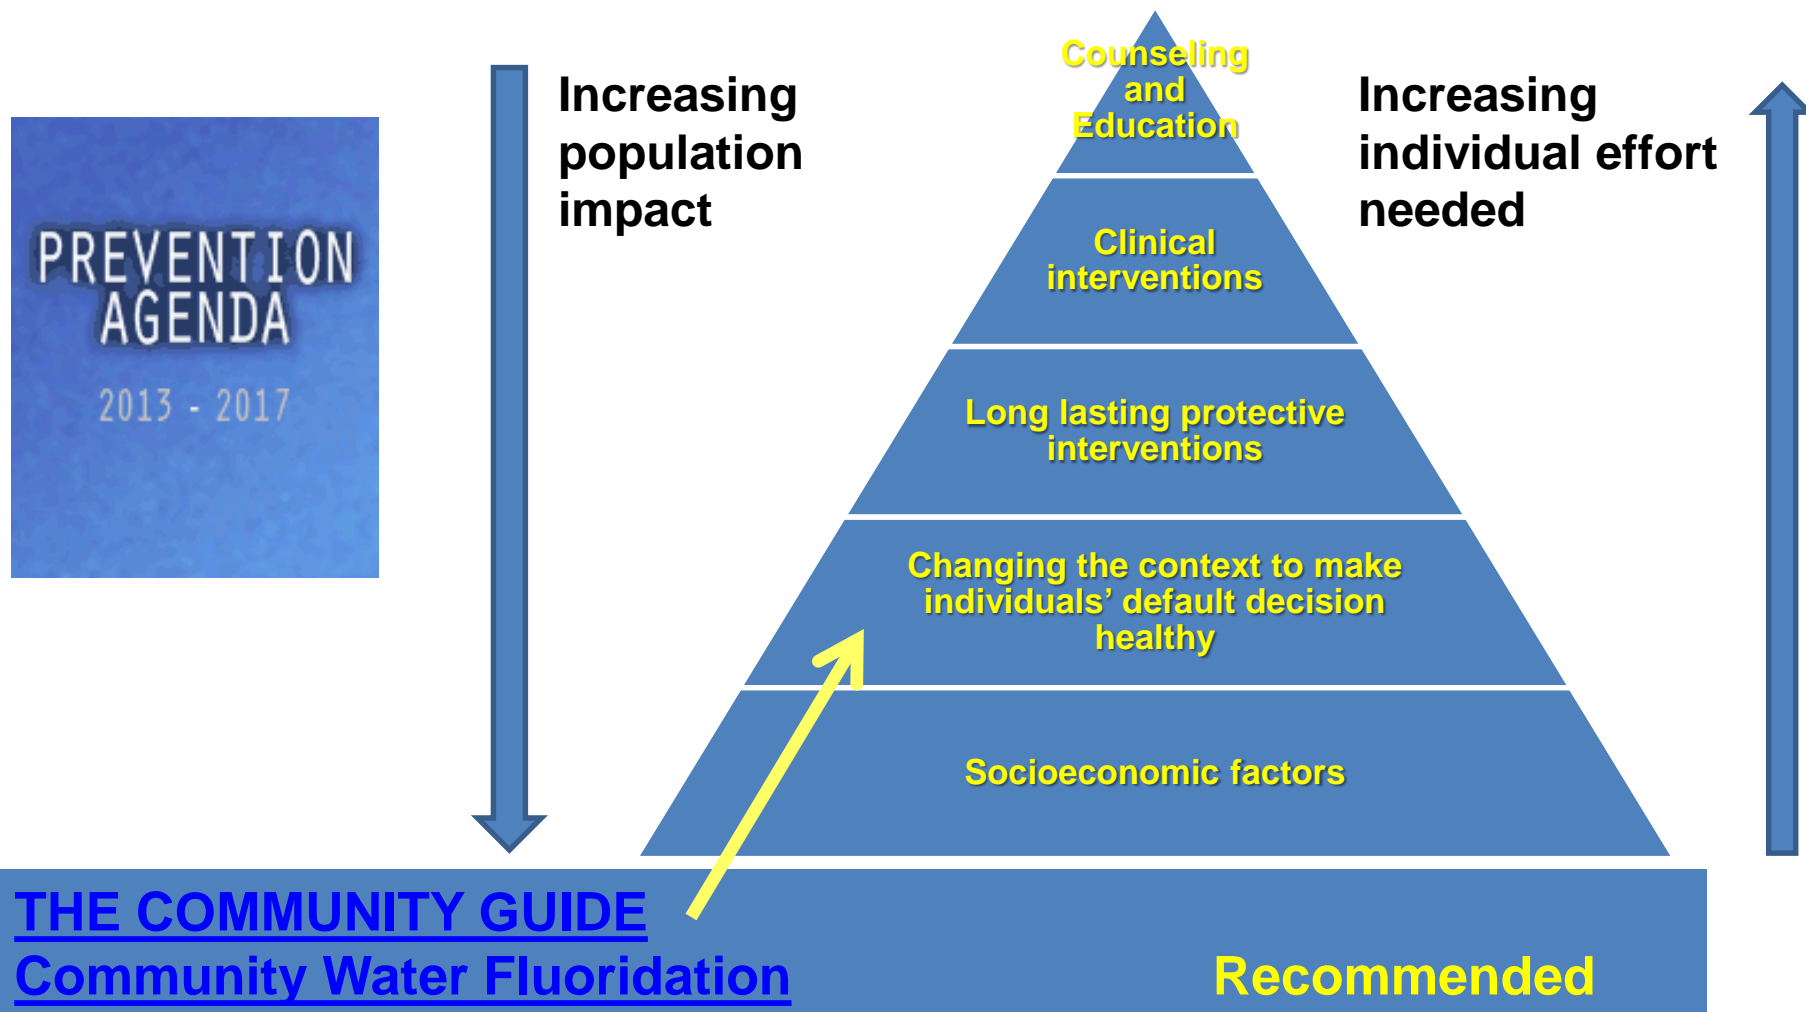 PREVENTION
AGENDA
2013 - 2017
Increasing
population
impact
Counseling
and
Education
Increasing
individual effort
needed
Clinical
interventions
Long lasting protective
interventions
Changing the context to make
individuals’ default decision
healthy
Socioeconomic factors
THE COMMUNITY GUIDE
Community Water Fluoridation
Recommended